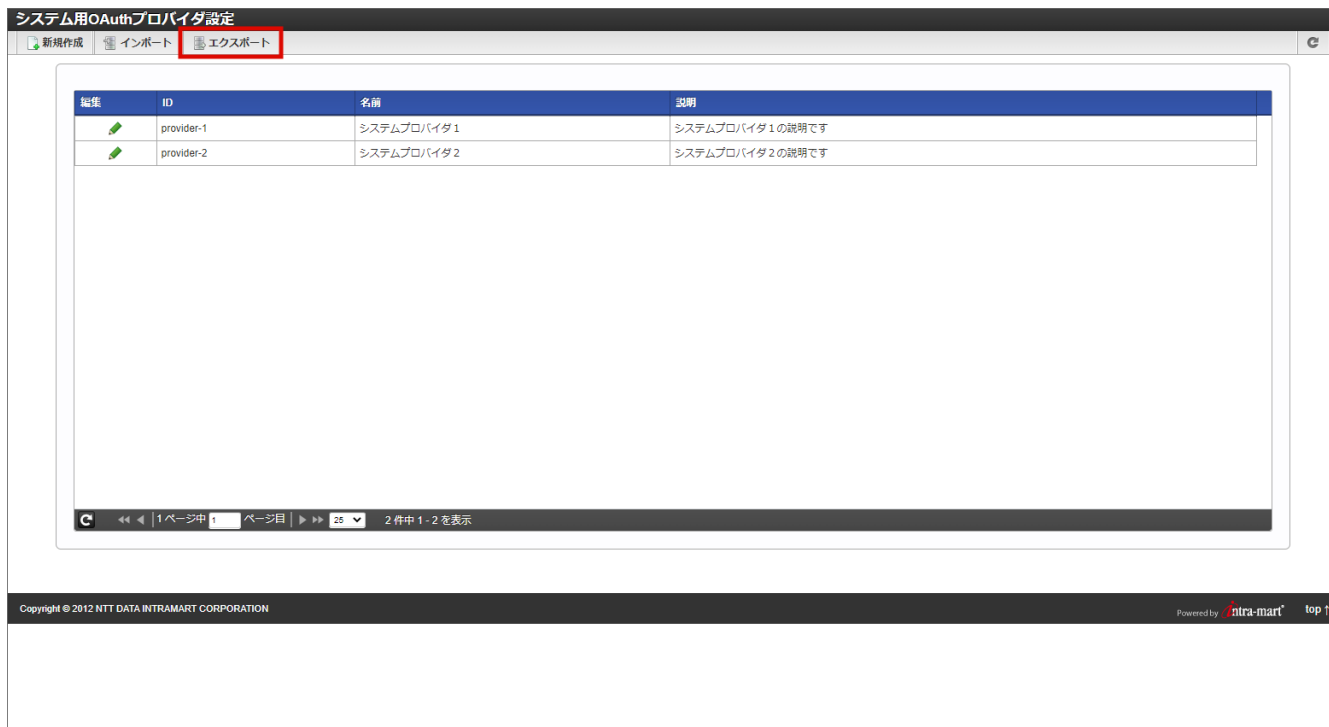 システム用OAuthプロバイダ設定
新規作成 インポート エクスポート
編集 ID 名前 説明
provider-1 システムプロバイダ１ システムプロバイダ１の説明です
provider-2 システムプロバイダ２ システムプロバイダ２の説明です
1 ページ中 1 ページ目 25 2 件中 1 - 2 を表示
Copyright © 2012 NTT DATA INTRAMART CORPORATION Powered by intra-mart top ↑